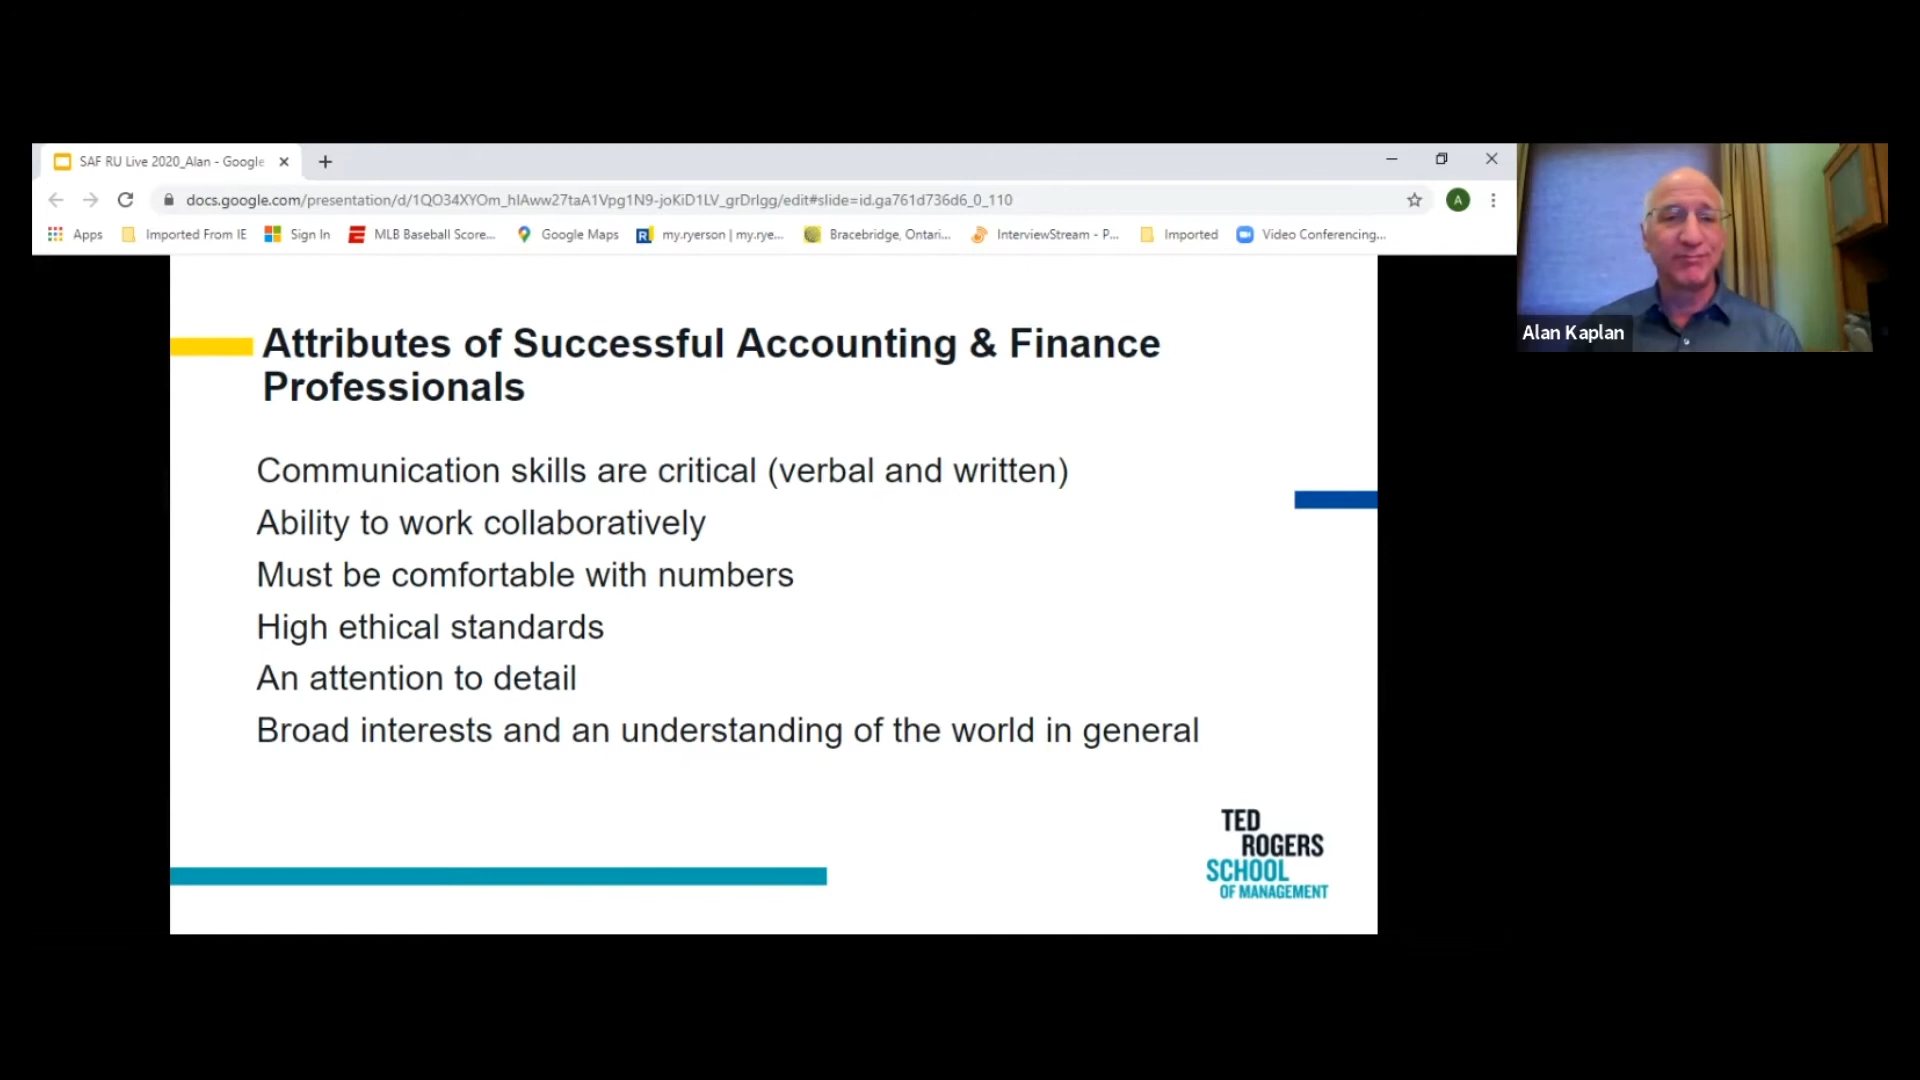 SAF RU Live 2020_Alan - Google
docs.google.com/presentation/d/1QO34XYOm_hIAww27taA1Vpg1N9-joKiD1LV_grDrIgg/edit#slide=id.ga761d736d6_0_110
A
Apps Imported From IE Sign In MLB Baseball Score... Google Maps my.ryerson | my.rye... Bracebridge, Ontari... InterviewStream - P... Imported Video Conferencing...
Alan Kaplan
Attributes of Successful Accounting & Finance
Professionals
Communication skills are critical (verbal and written)
Ability to work collaboratively
Must be comfortable with numbers
High ethical standards
An attention to detail
Broad interests and an understanding of the world in general
TED
ROGERS
SCHOOL
OF MANAGEMENT